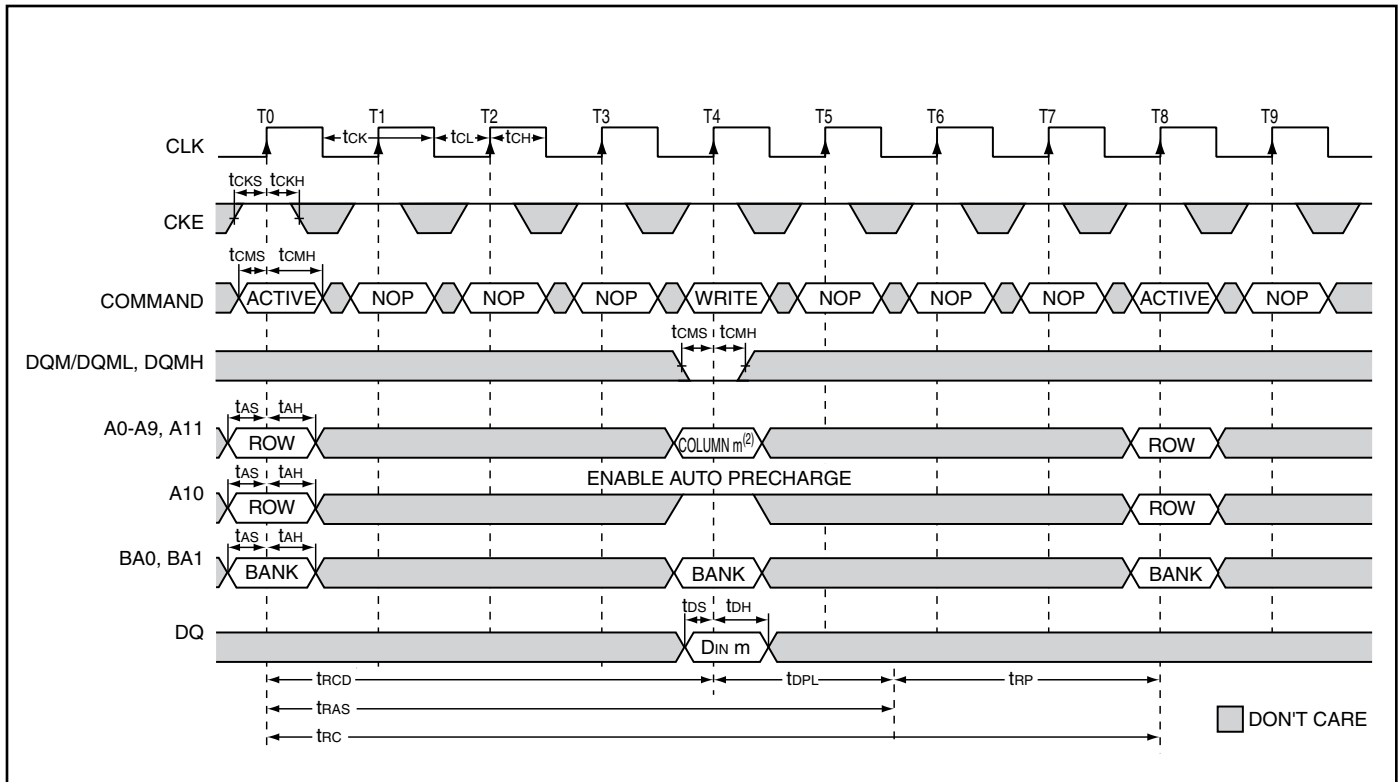 T0 T1 T2 T3 T4 T5 T6 T7 T8 T9
CLK tCK tCL tCH
tCKS tCKH
CKE
tCMS tCMH
COMMAND ACTIVE NOP NOP NOP WRITE NOP NOP NOP ACTIVE NOP
tCMS tCMH
DQM/DQML, DQMH
tAS tAH
A0-A9, A11 ROW COLUMN m(2) ROW
tAS tAH ENABLE AUTO PRECHARGE
A10 ROW ROW
tAS tAH
BA0, BA1 BANK BANK BANK
tDS tDH
DQ DIN m
tRCD tDPL tRP
tRAS
tRC
DON'T CARE